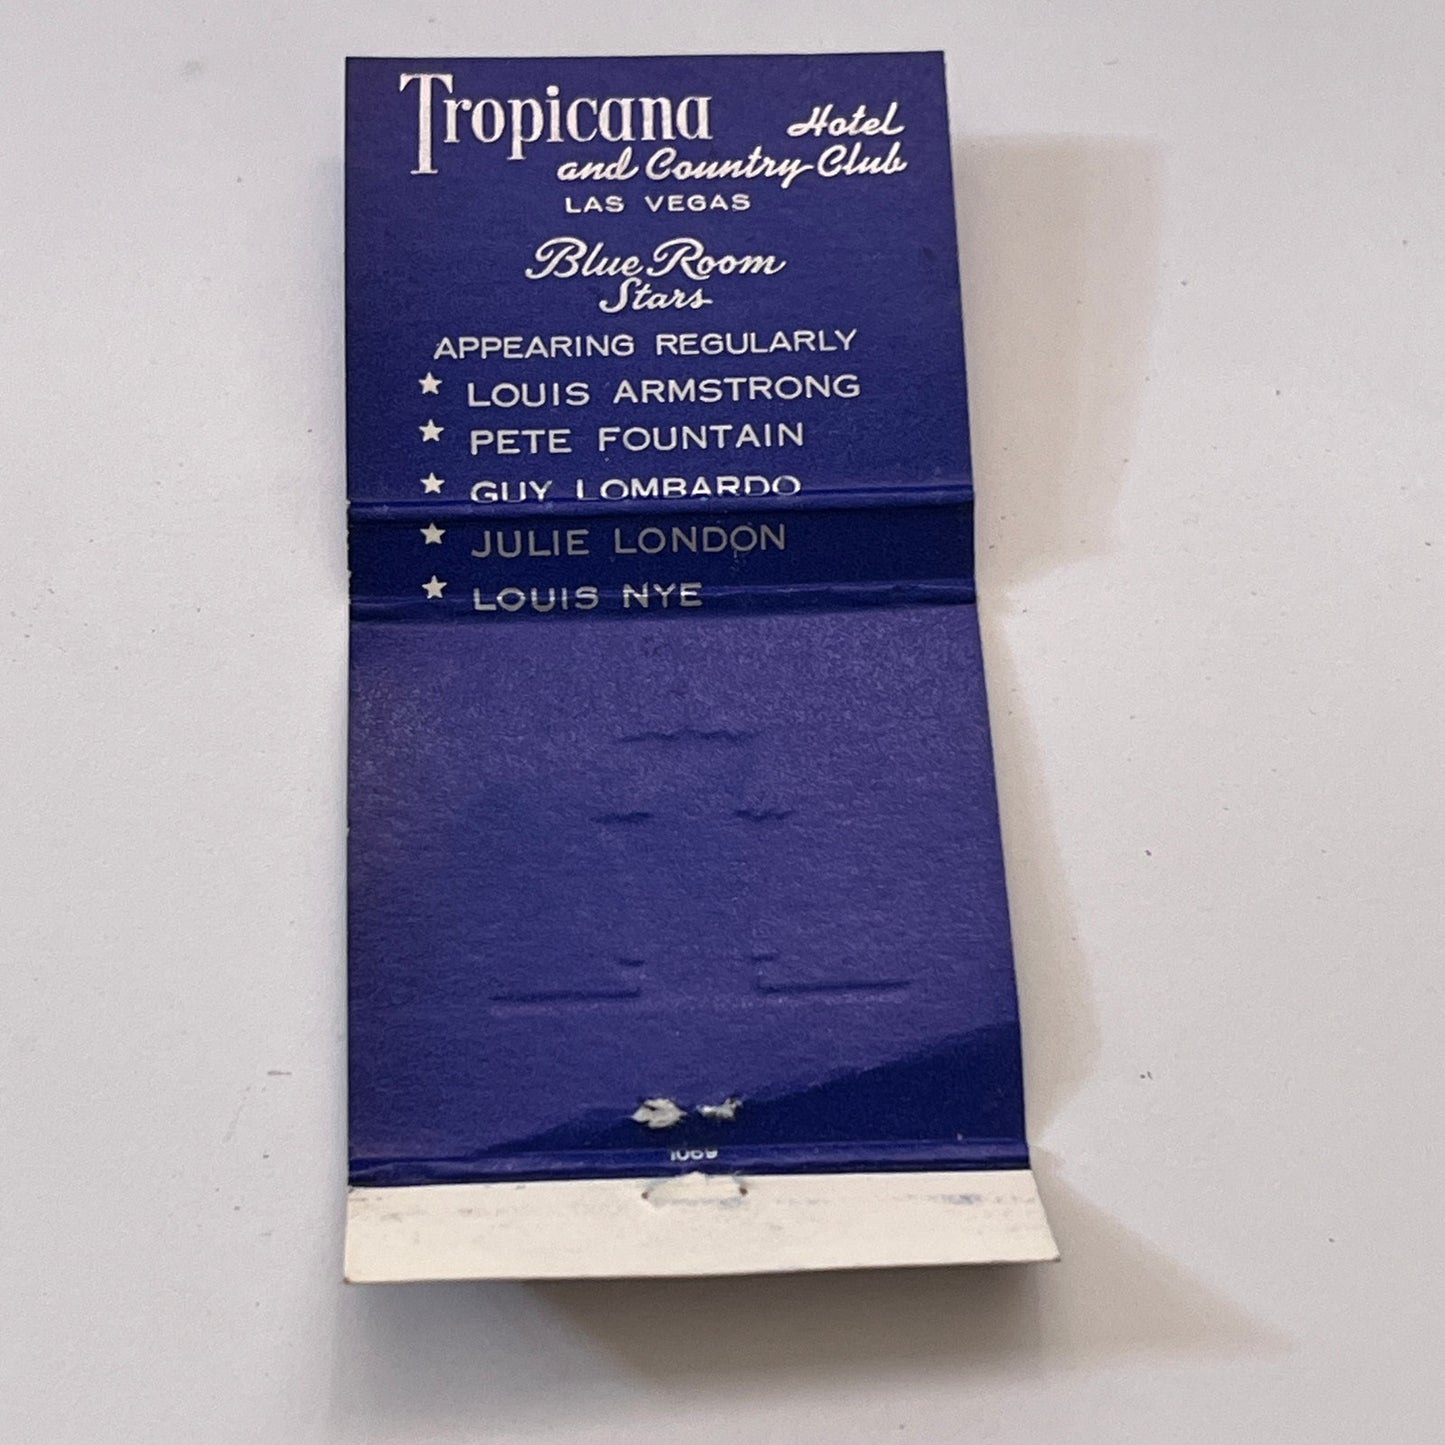 Tropicana Hotel
and Country Club
LAS VEGAS
Blue Room
Stars
APPEARING REGULARLY
★ LOUIS ARMSTRONG
★ PETE FOUNTAIN
★ GUY LOMBARDO
★ JULIE LONDON
★ LOUIS NYE